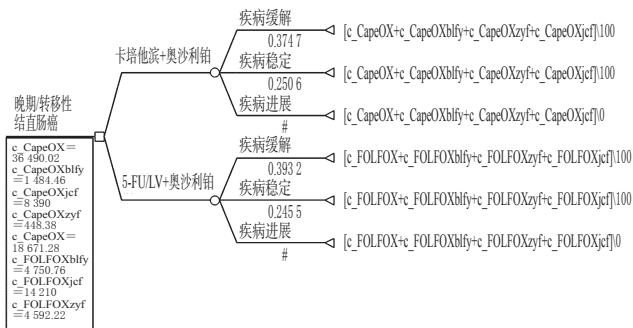 疾病缓解
0.374 7
[c_CapeOX+c_CapeOXblfy+c_CapeOXzyf+c_CapeOXjcf]\100
卡培他滨+奥沙利铂
疾病稳定
0.250 6
[c_CapeOX+c_CapeOXblfy+c_CapeOXzyf+c_CapeOXjcf]\100
疾病进展
#
[c_CapeOX+c_CapeOXblfy+c_CapeOXzyf+c_CapeOXjcf]\0
晚期/转移性
结直肠癌
c_CapeOX=
36 490.02
c_CapeOXblfy
=1 484.46
c_CapeOXjcf
=8 390
c_CapeOXzyf
=448.38
c_CapeOX=
18 671.28
c_FOLFOXblfy
=4 750.76
c_FOLFOXjcf
=14 210
c_FOLFOXzyf
=4 592.22
疾病缓解
0.393 2
[c_FOLFOX+c_FOLFOXblfy+c_FOLFOXzyf+c_FOLFOXjcf]\100
5-FU/LV+奥沙利铂
疾病稳定
0.245 5
[c_FOLFOX+c_FOLFOXblfy+c_FOLFOXzyf+c_FOLFOXjcf]\100
疾病进展
#
[c_FOLFOX+c_FOLFOXblfy+c_FOLFOXzyf+c_FOLFOXjcf]\0